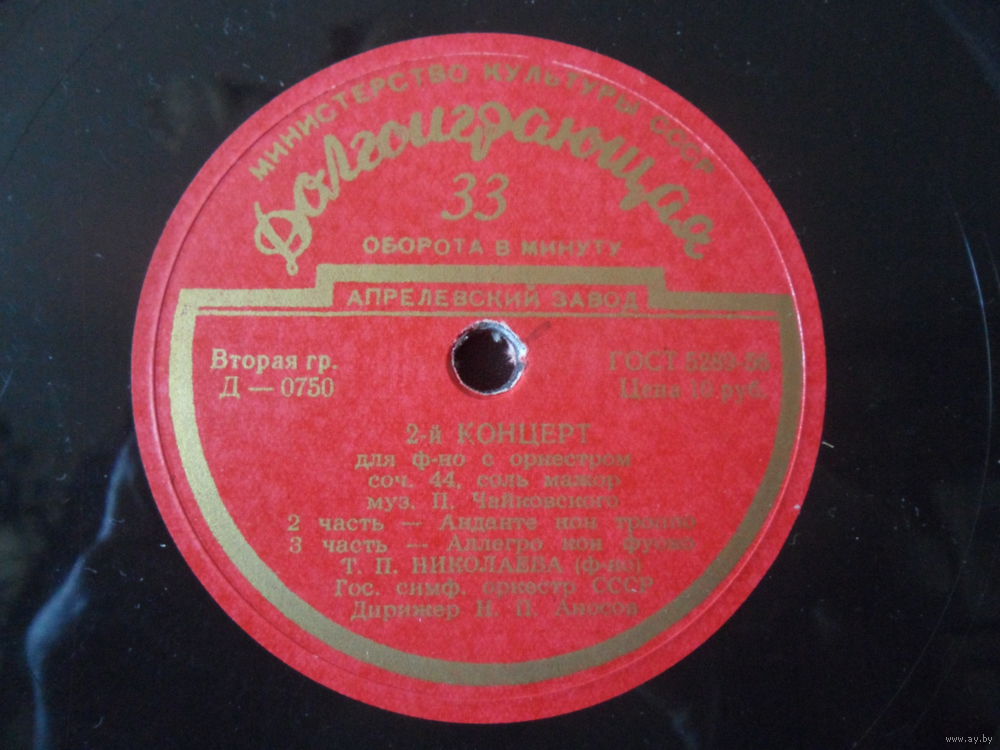 МИНИСТЕРСТВО КУЛЬТУРЫ СССР
Долгоиграющая
33
ОБОРОТА В МИНУТУ
АПРЕЛЕВСКИЙ ЗАВОД
Вторая гр.
Д — 0750
ГОСТ 5289-56
Цена 10 руб.
2-й КОНЦЕРТ
для ф-но с оркестром
соч. 44, соль мажор
муз. П. Чайковского
2 часть — Анданте нон троппо
3 часть — Аллегро кон фуоко
Т. П. НИКОЛАЕВА (ф-но)
Гос. симф. оркестр СССР
Дирижер Н. П. Аносов
www.ay.by